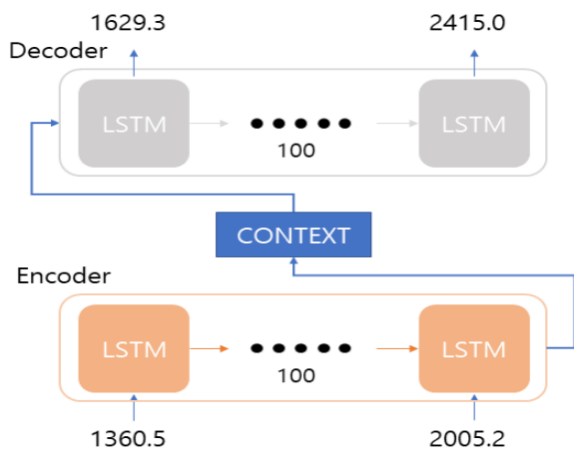 1629.3 2415.0
Decoder
LSTM LSTM
100
CONTEXT
Encoder
LSTM LSTM
100
1360.5 2005.2